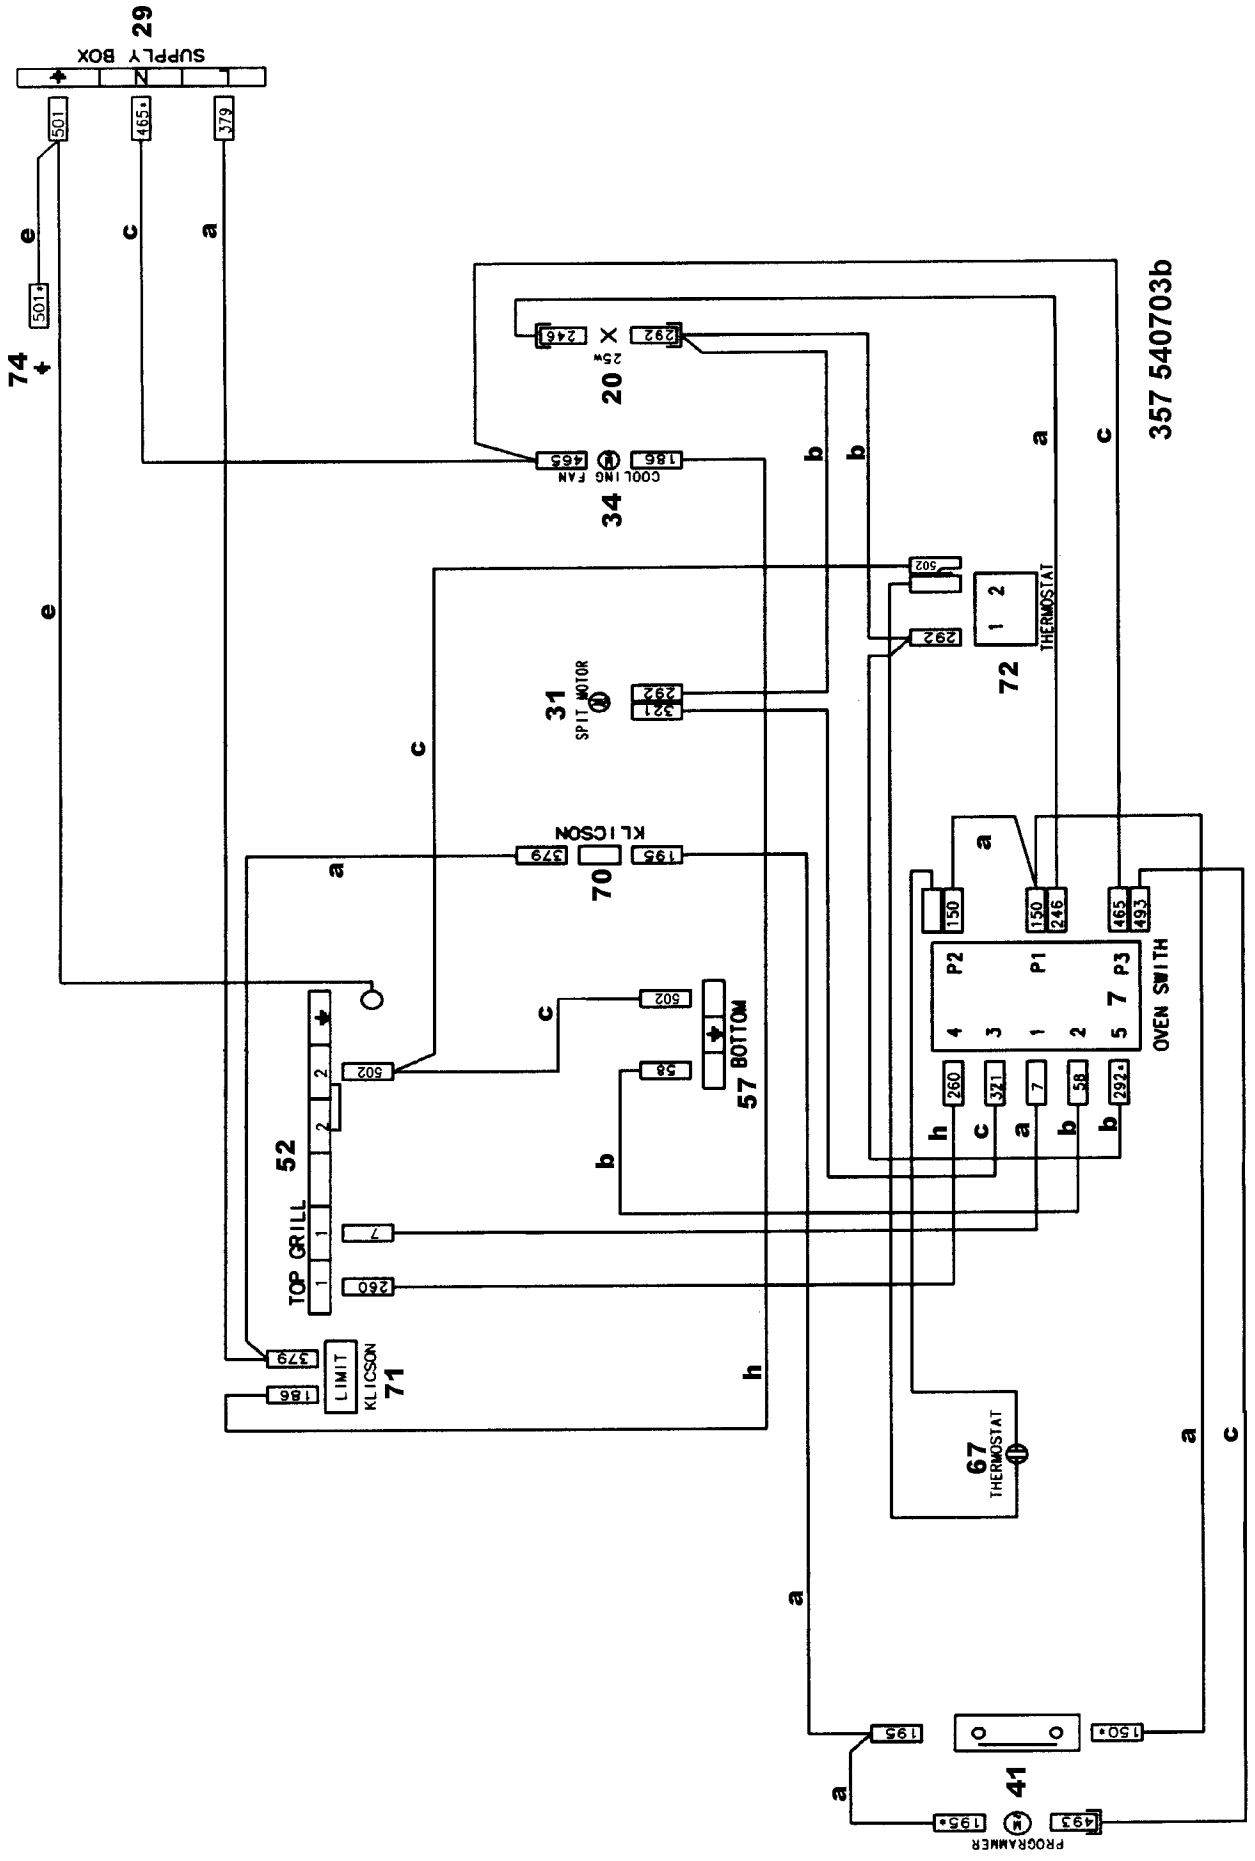 29
SUPPLY BOX
N
L
501
465*
379
e
c
a
501*
74
e
246
25w
292
20
b
b
a
c
357 540703b
465
COOLING FAN
186
34
31
SPIT MOTOR
M
292
321
502
292
1 2
THERMOSTAT
72
c
a
379
KLICSON
195
70
TOP GRILL
52
1
1
2
2
502
7
260
c
502
58
57 BOTTOM
b
379
186
LIMIT
KLICSON
71
h
150
150
246
465
493
a
P2
P1
P3
4
3
1
2
5
7
OVEN SWITH
260
321
7
58
292*
h
c
a
b
b
67
THERMOSTAT
a
c
a
195
150*
41
a
195*
M
493
PROGRAMMER